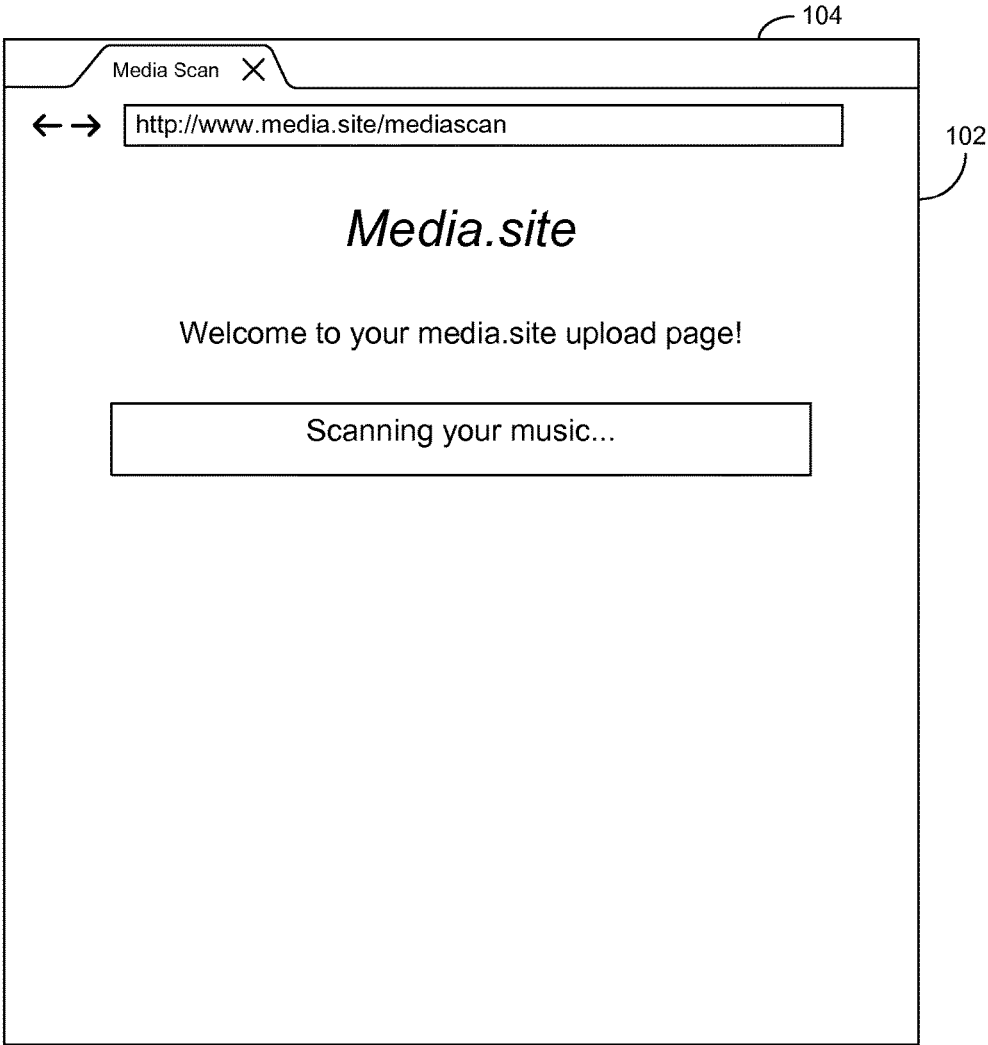 104
Media Scan
http://www.media.site/mediascan
102
Media.site
Welcome to your media.site upload page!
Scanning your music...